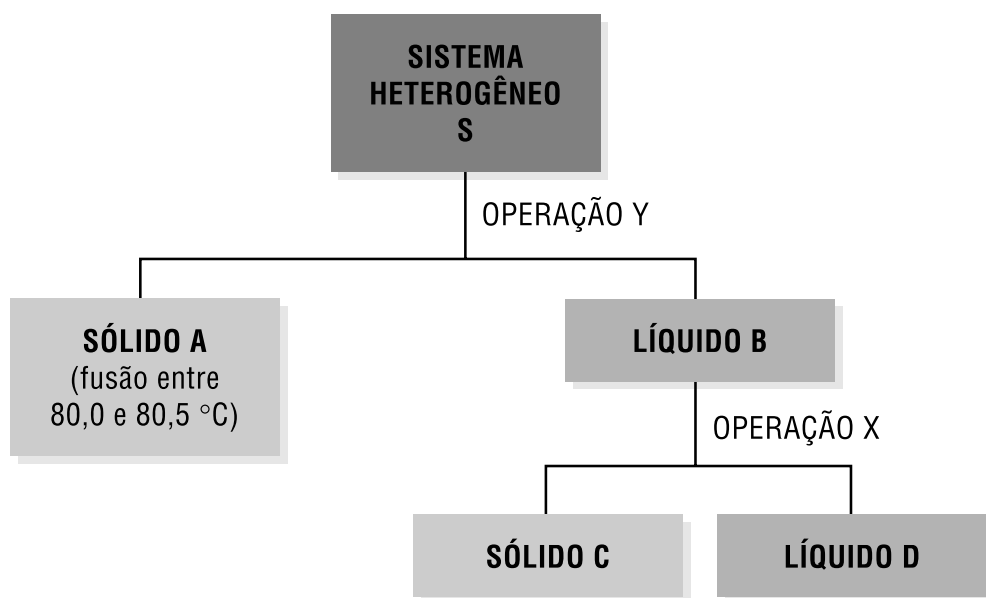 SISTEMA
HETEROGÊNEO
S
OPERAÇÃO Y
SÓLIDO A
(fusão entre
80,0 e 80,5 °C)
LÍQUIDO B
OPERAÇÃO X
SÓLIDO C
LÍQUIDO D